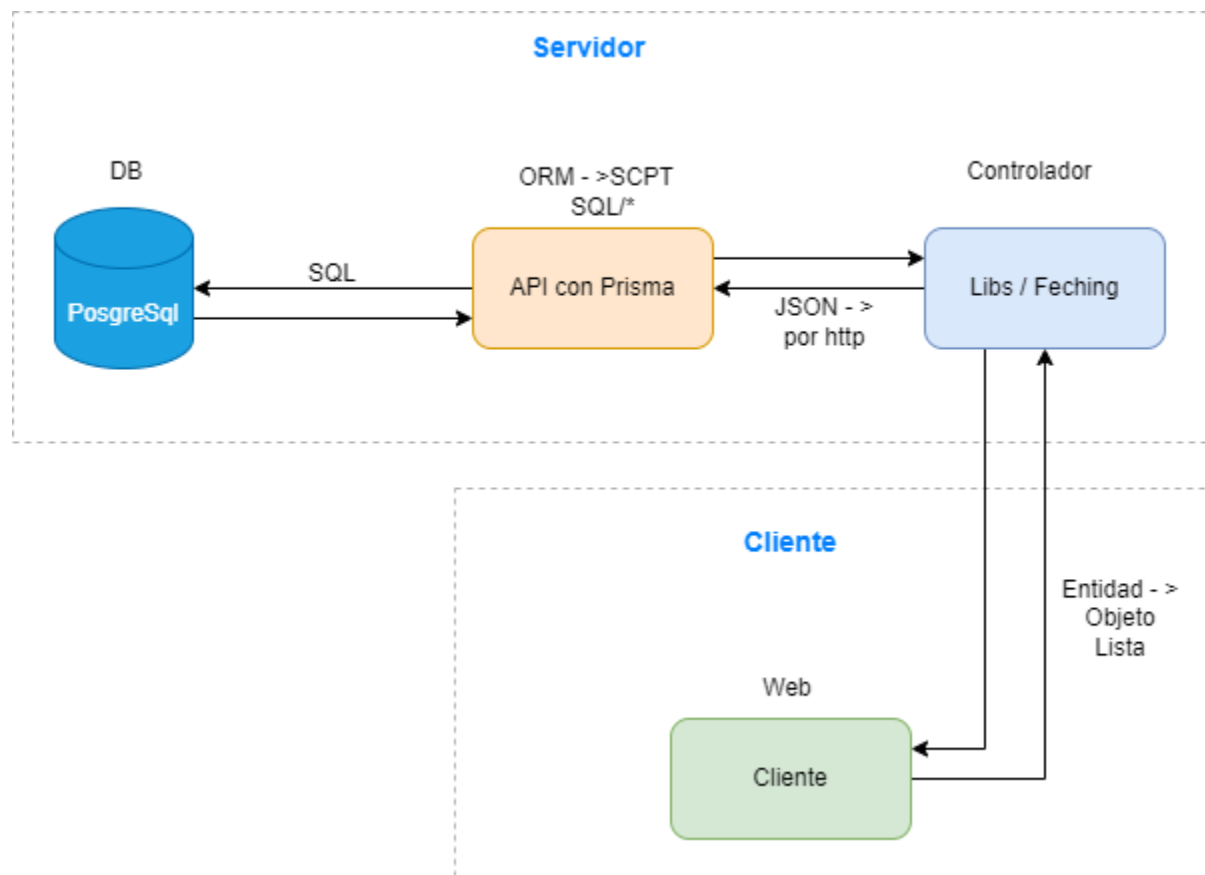 Servidor
DB
ORM - >SCPT
SQL/*
Controlador
PosgreSql
SQL
API con Prisma
JSON - >
por http
Libs / Feching
Cliente
Entidad - >
Objeto
Lista
Web
Cliente